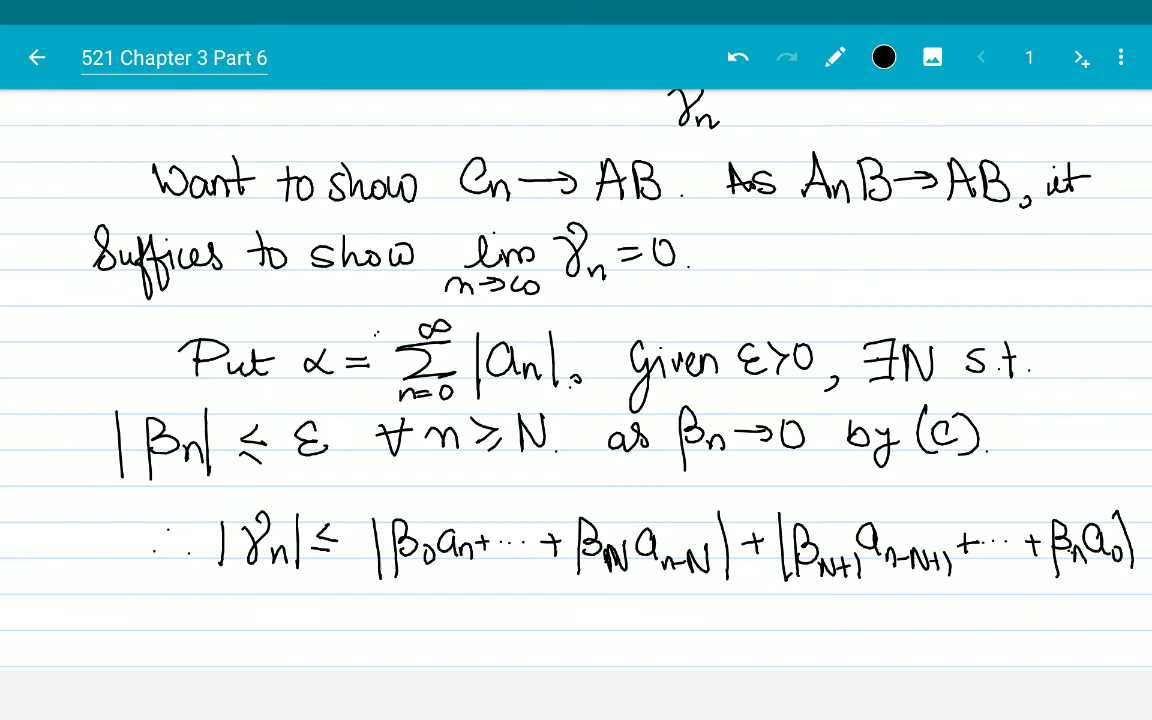 521 Chapter 3 Part 6
1
γn
Want to show Cn → AB. As AnB → AB, it
Suffices to show lim n→∞ γn = 0.
Put α = ∑ n=0 ∞ |an|. Given ε>0, ∃N s.t.
|βn| ≤ ε ∀ n ≥ N. as βn → 0 by (c).
∴ |γn| ≤ |β0an+ ⋯ + βN an-N| + |βN+1 an-N+1 + ⋯ + βn a0|